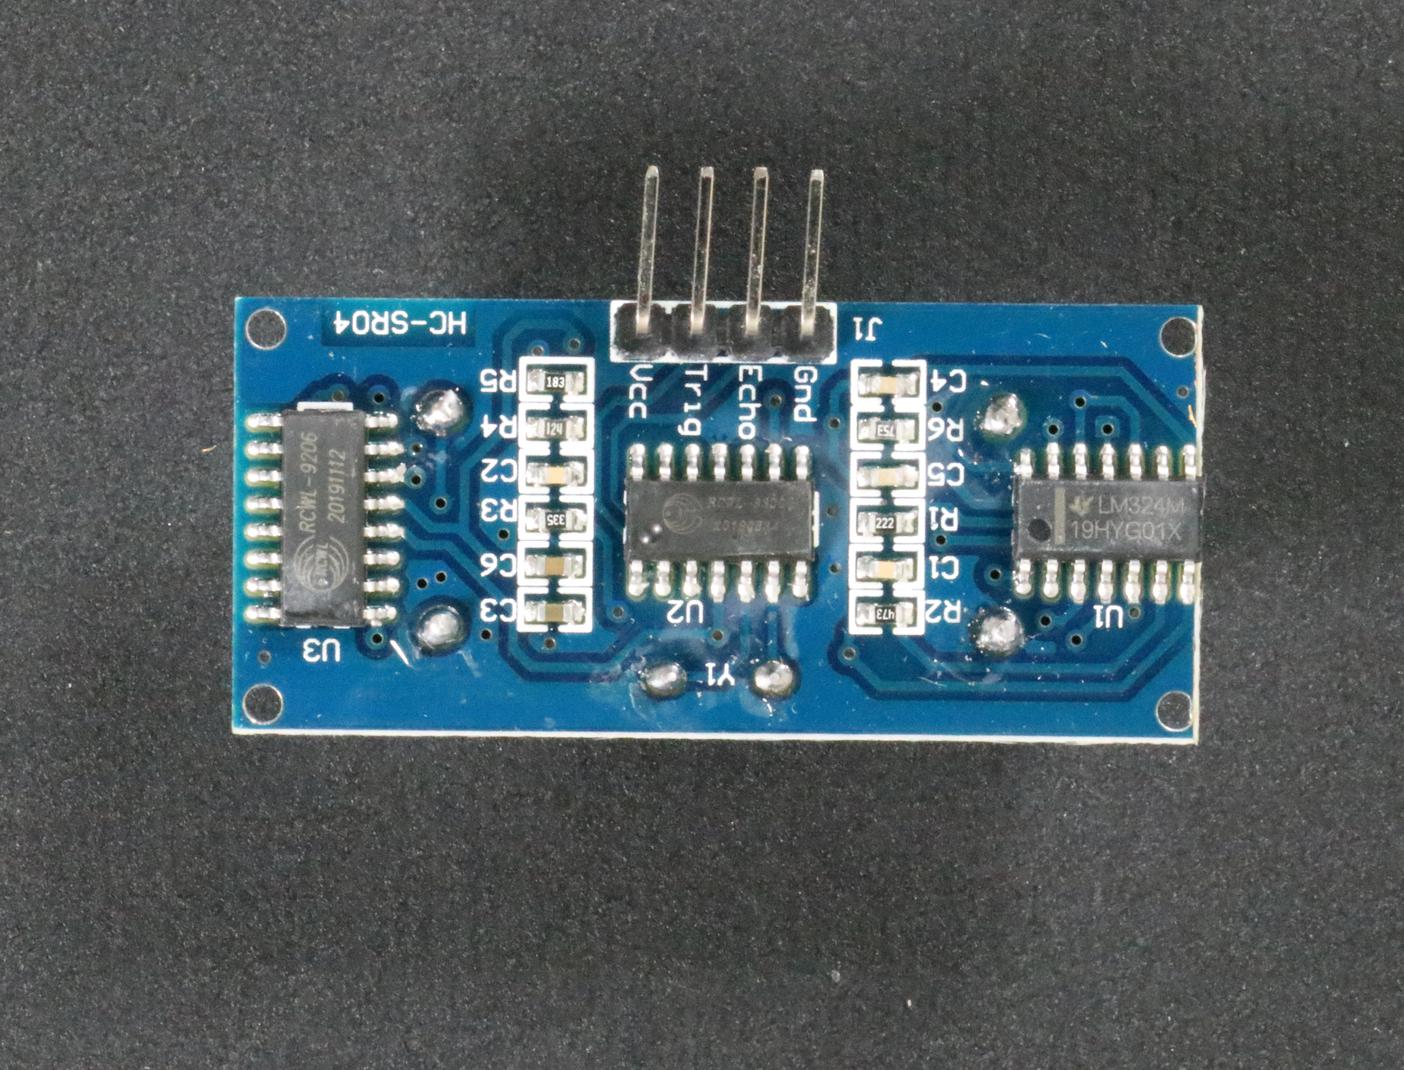 HC-SR04
J1
Vcc
Trig
Echo
Gnd
R5
183
R4
124
C2
R3
335
C6
C3
C4
R6
753
C5
R1
222
C1
R2
473
RCWL-9206
20191112
RCWL
U3
U2
Y1
LM324M
19HYG01X
U1